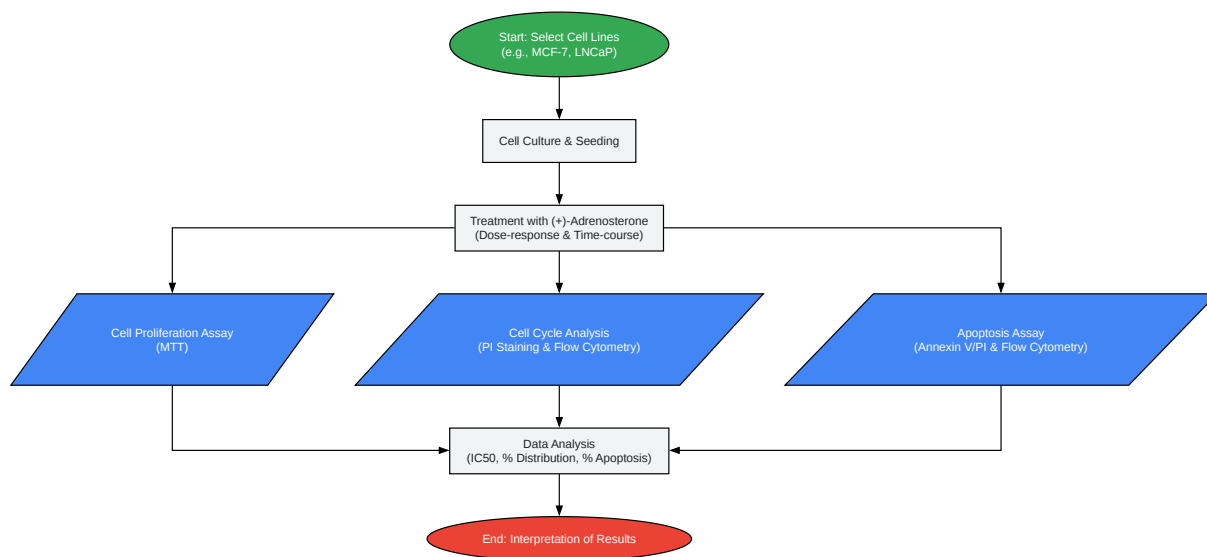 Start: Select Cell Lines
(e.g., MCF-7, LNCaP)
Cell Culture & Seeding
Treatment with (+)-Adrenosterone
(Dose-response & Time-course)
Cell Proliferation Assay
(MTT)
Cell Cycle Analysis
(PI Staining & Flow Cytometry)
Apoptosis Assay
(Annexin V/PI & Flow Cytometry)
Data Analysis
(IC50, % Distribution, % Apoptosis)
End: Interpretation of Results